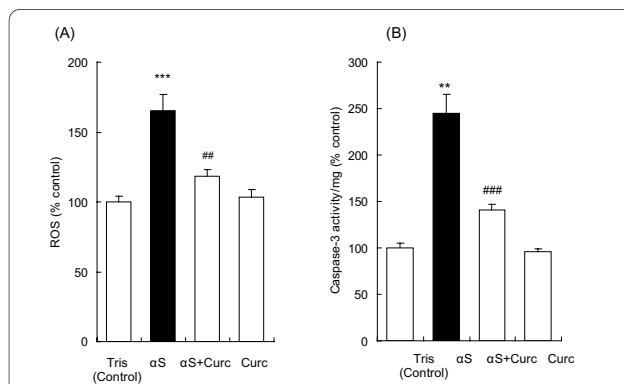 (A)
200
150
100
50
0
ROS (% control)
***
##
Tris αS αS+Curc Curc
(Control)
(B)
300
250
200
150
100
50
0
Caspase-3 activity/mg (% control)
**
###
Tris αS αS+Curc Curc
(Control)